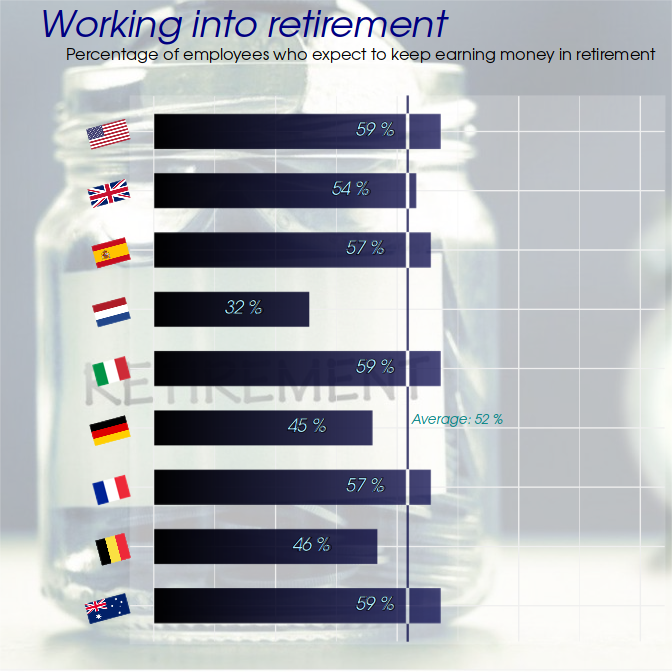 Working into retirement
Percentage of employees who expect to keep earning money in retirement
59 %
54 %
57 %
32 %
59 %
RETIREMENT
45 %
Average: 52 %
57 %
46 %
59 %